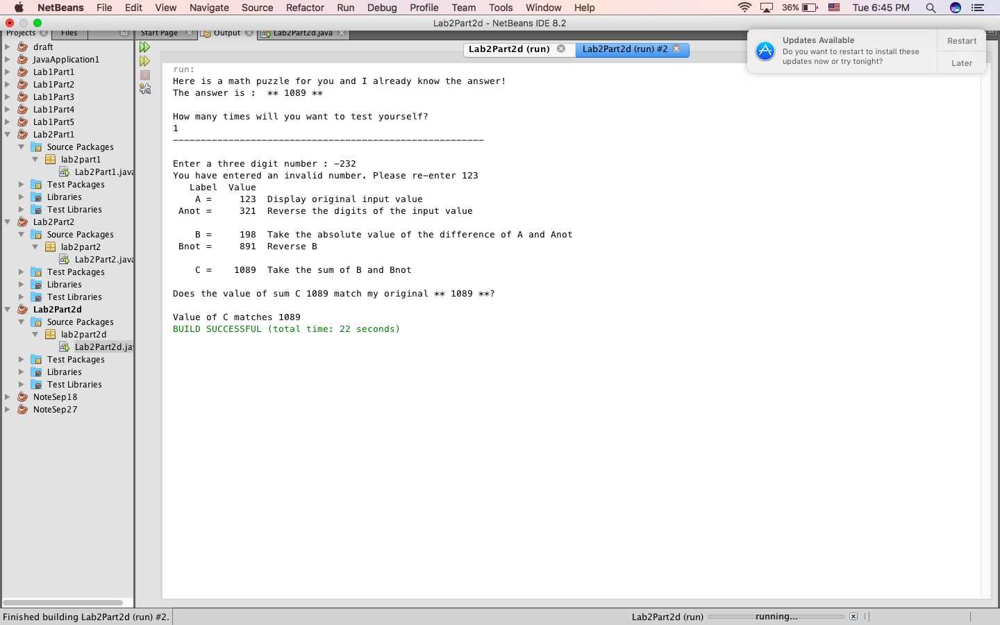 NetBeans File Edit View Navigate Source Refactor Run Debug Profile Team Tools Window Help 36% Tue 6:45 PM
Lab2Part2d - NetBeans IDE 8.2
Projects Files Start Page Output Lab2Part2d.java
Updates Available
Do you want to restart to install these
updates now or try tonight?
Restart
Later
draft
JavaApplication1
Lab1Part1
Lab1Part2
Lab1Part3
Lab1Part4
Lab1Part5
Lab2Part1
Source Packages
lab2part1
Lab2Part1.java
Test Packages
Libraries
Test Libraries
Lab2Part2
Source Packages
lab2part2
Lab2Part2.java
Test Packages
Libraries
Test Libraries
Lab2Part2d
Source Packages
lab2part2d
Lab2Part2d.ja
Test Packages
Libraries
Test Libraries
NoteSep18
NoteSep27
Lab2Part2d (run) Lab2Part2d (run) #2
run:
Here is a math puzzle for you and I already know the answer!
The answer is :  ** 1089 **
How many times will you want to test yourself?
1
--------------------------------------------------------
Enter a three digit number : -232
You have entered an invalid number. Please re-enter 123
Label  Value
A =     123  Display original input value
Anot =     321  Reverse the digits of the input value
B =     198  Take the absolute value of the difference of A and Anot
Bnot =     891  Reverse B
C =    1089  Take the sum of B and Bnot
Does the value of sum C 1089 match my original ** 1089 **?
Value of C matches 1089
BUILD SUCCESSFUL (total time: 22 seconds)
Finished building Lab2Part2d (run) #2.
Lab2Part2d (run) running...